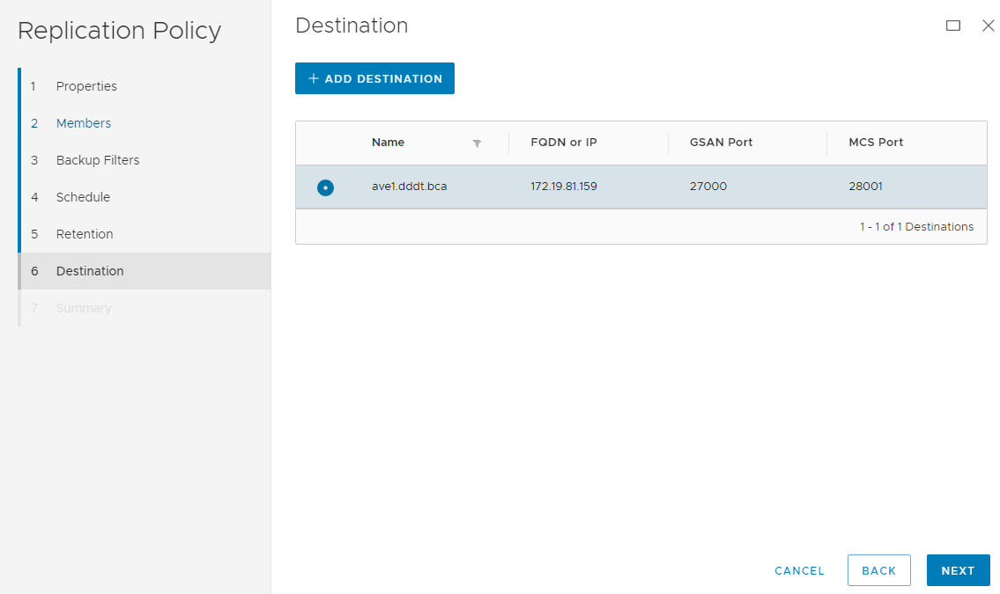 Replication Policy
1 Properties
2 Members
3 Backup Filters
4 Schedule
5 Retention
6 Destination
7 Summary
Destination
+ ADD DESTINATION
Name FQDN or IP GSAN Port MCS Port
ave1.dddt.bca 172.19.81.159 27000 28001
1 - 1 of 1 Destinations
CANCEL BACK NEXT